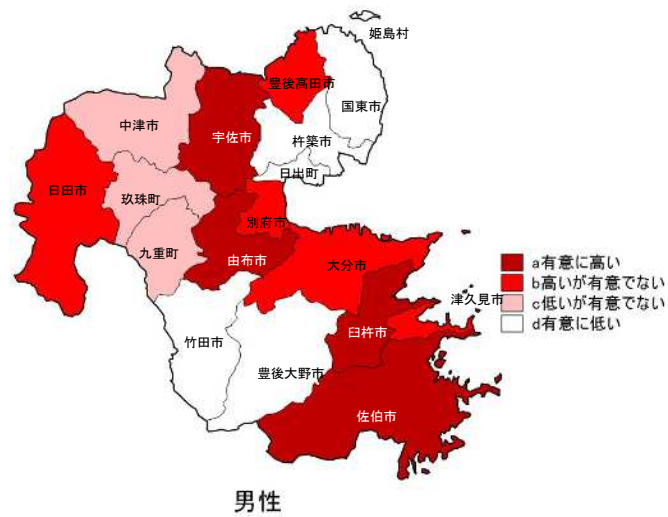 姫島村
豊後高田市
国東市
中津市
宇佐市
杵築市
日出町
日田市
玖珠町
別府市
九重町
由布市
大分市
津久見市
臼杵市
竹田市
豊後大野市
佐伯市
a有意に高い
b高いが有意でない
c低いが有意でない
d有意に低い
男性